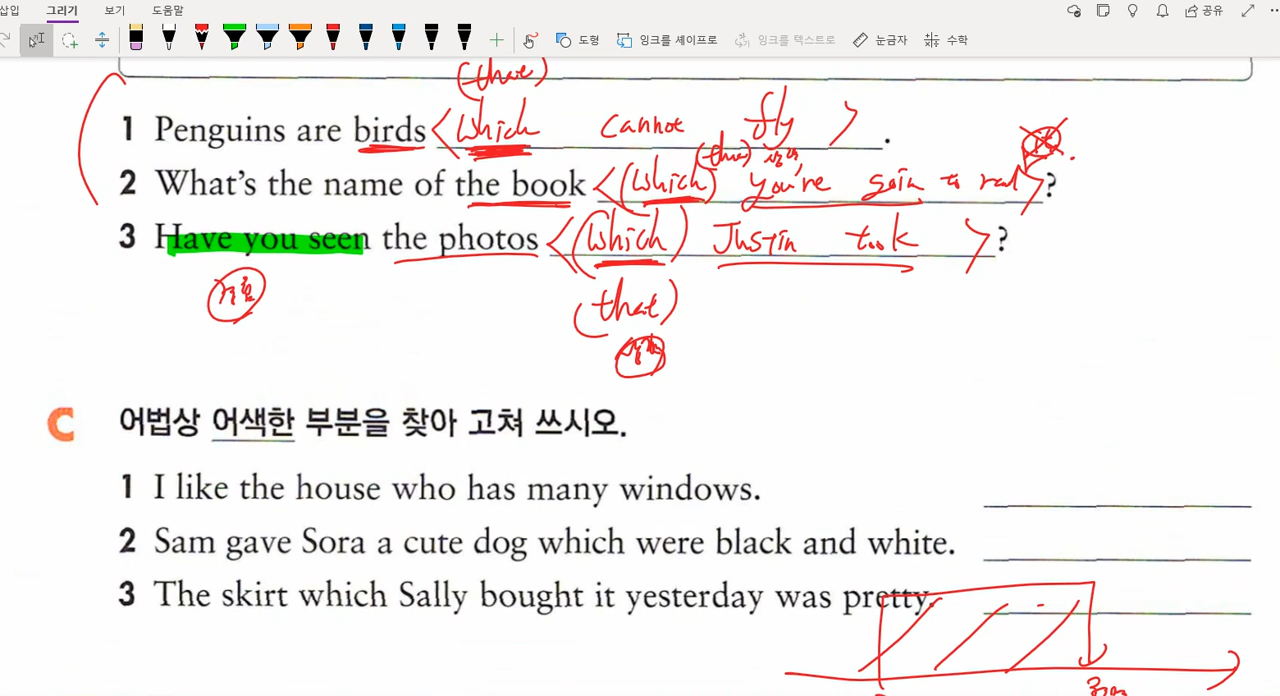 삽입 그리기 보기 도움말 공유
도형 잉크를 셰이프로 잉크를 텍스트로 눈금자 수학
(that)
1 Penguins are birds <which cannot fly>.
(that)
2 What's the name of the book <(which) you're goin to read>?
3 Have you seen the photos <(which) Justin took>?
(that)
C 어법상 어색한 부분을 찾아 고쳐 쓰시오.
1 I like the house who has many windows.
2 Sam gave Sora a cute dog which were black and white.
3 The skirt which Sally bought it yesterday was pretty.